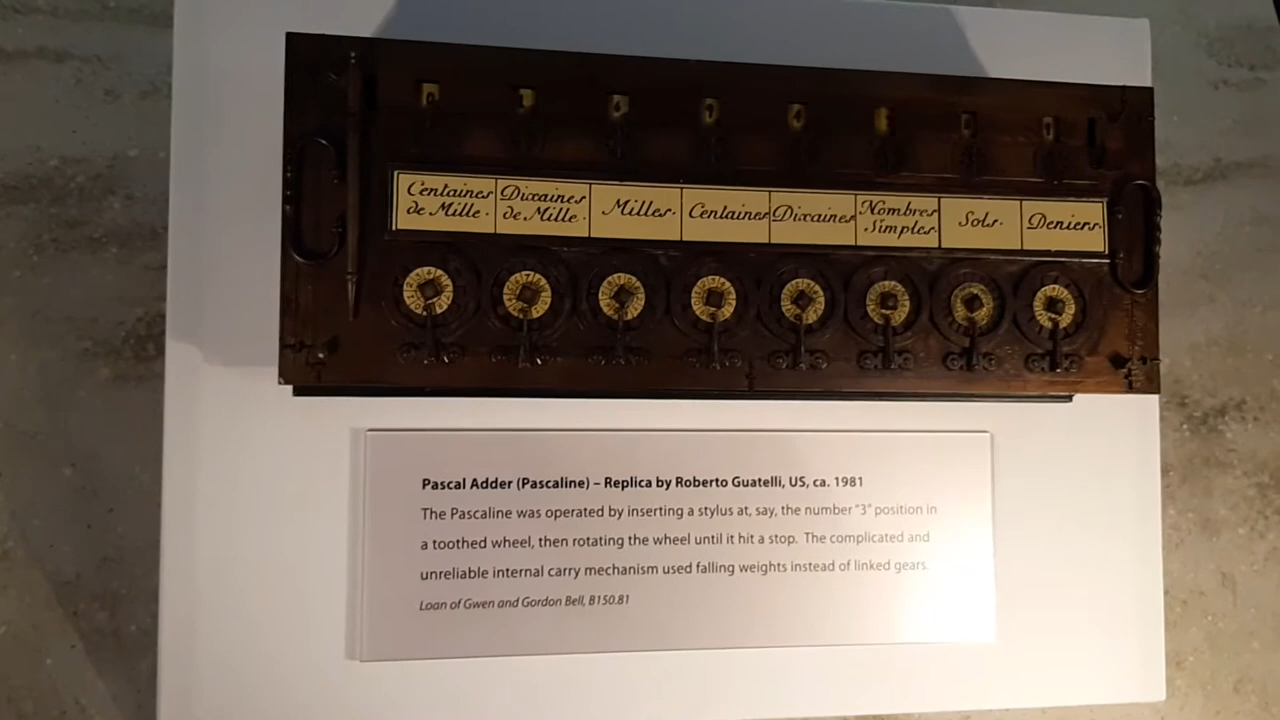 Centaines de Mille.
Dixaines de Mille.
Milles.
Centaines
Dixaines
Nombres Simples.
Sols.
Deniers.
Pascal Adder (Pascaline) – Replica by Roberto Guatelli, US, ca. 1981
The Pascaline was operated by inserting a stylus at, say, the number "3" position in
a toothed wheel, then rotating the wheel until it hit a stop. The complicated and
unreliable internal carry mechanism used falling weights instead of linked gears.
Loan of Gwen and Gordon Bell, B150.81